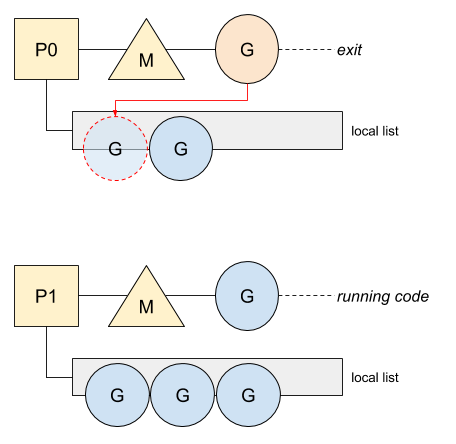 P0 M G exit
G G local list
P1 M G running code
G G G local list